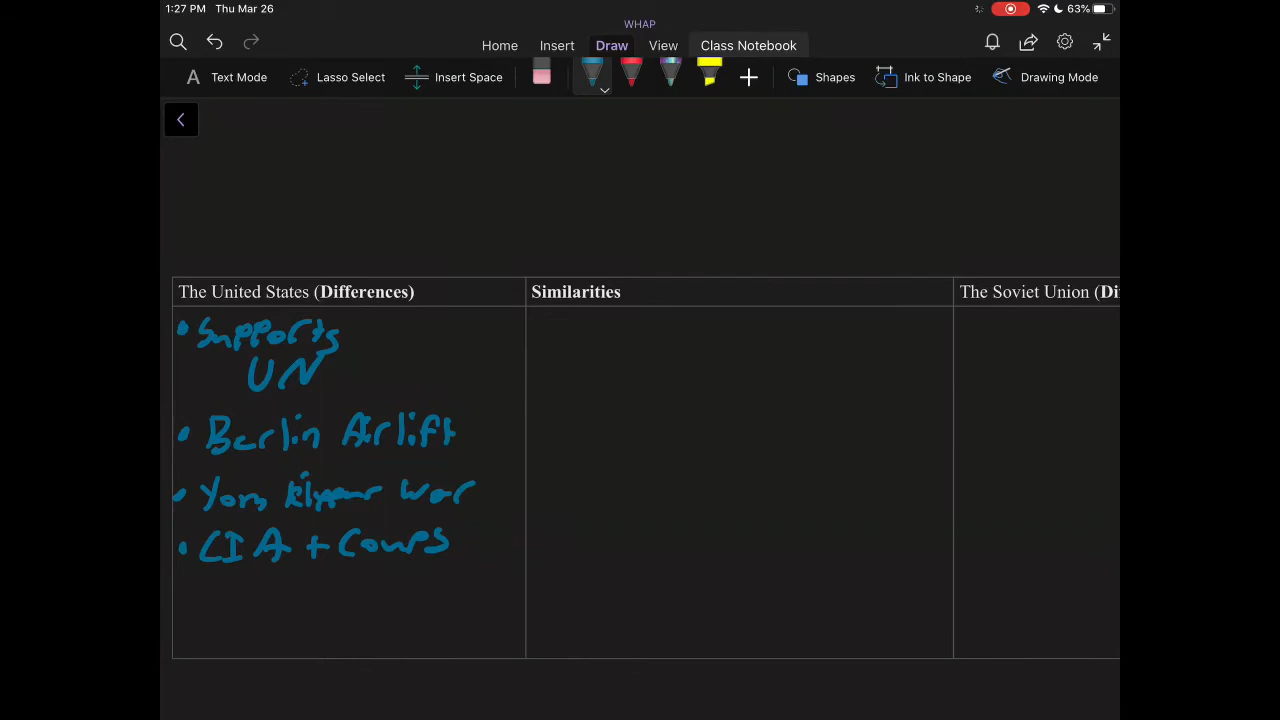 1:27 PM Thu Mar 26
63%
WHAP
Home Insert Draw View Class Notebook
A Text Mode Lasso Select Insert Space Shapes Ink to Shape Drawing Mode
The United States (Differences) Similarities The Soviet Union (Di
• Supports
UN
• Berlin Airlift
• Yom Kippur War
• CIA + Coups